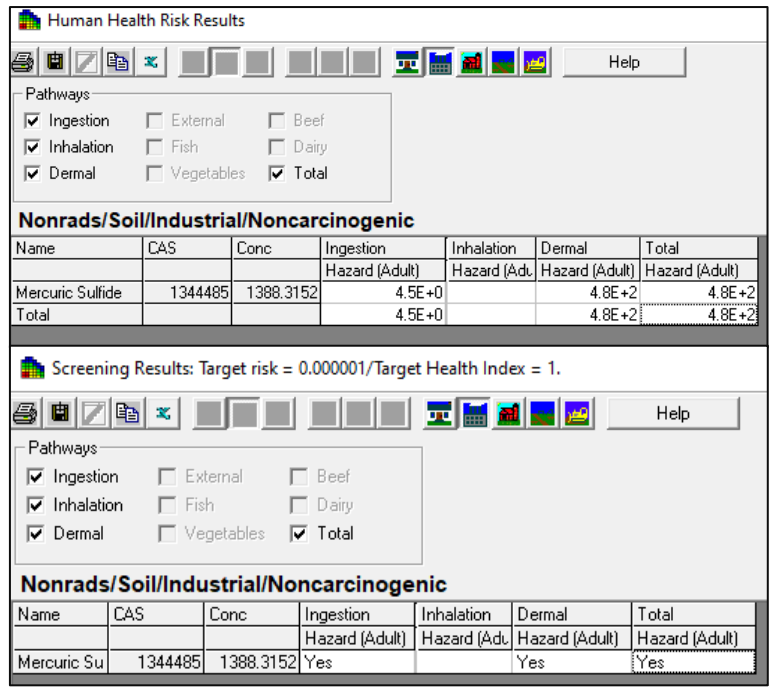 Human Health Risk Results
Help
Pathways
Ingestion External Beef
Inhalation Fish Dairy
Dermal Vegetables Total
Nonrads/Soil/Industrial/Noncarcinogenic
Name CAS Conc Ingestion Inhalation Dermal Total
Hazard (Adult) Hazard (Adu Hazard (Adult) Hazard (Adult)
Mercuric Sulfide 1344485 1388.3152 4.5E+0 4.8E+2 4.8E+2
Total 4.5E+0 4.8E+2 4.8E+2
Screening Results: Target risk = 0.000001/Target Health Index = 1.
Help
Pathways
Ingestion External Beef
Inhalation Fish Dairy
Dermal Vegetables Total
Nonrads/Soil/Industrial/Noncarcinogenic
Name CAS Conc Ingestion Inhalation Dermal Total
Hazard (Adult) Hazard (Adu Hazard (Adult) Hazard (Adult)
Mercuric Su 1344485 1388.3152 Yes Yes Yes